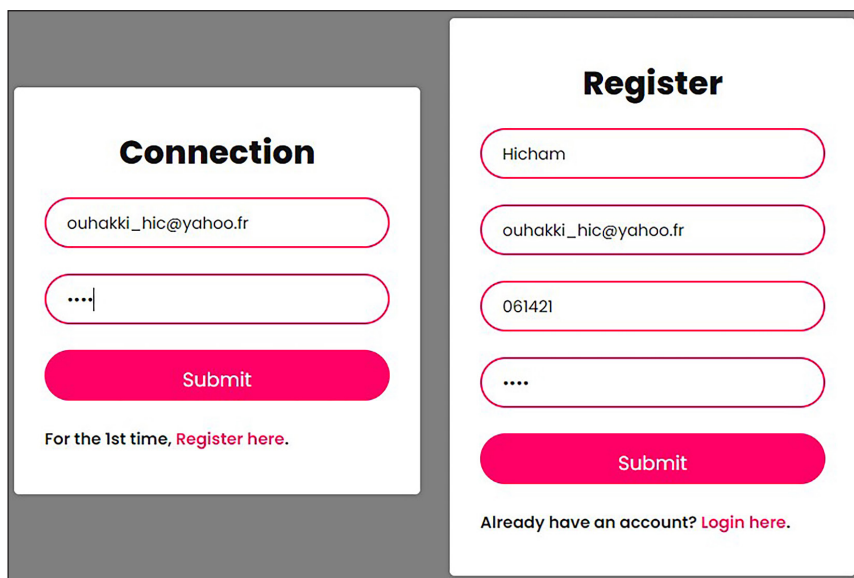 Connection
ouhakki_hic@yahoo.fr
••••
Submit
For the 1st time, Register here.
Register
Hicham
ouhakki_hic@yahoo.fr
061421
••••
Submit
Already have an account? Login here.